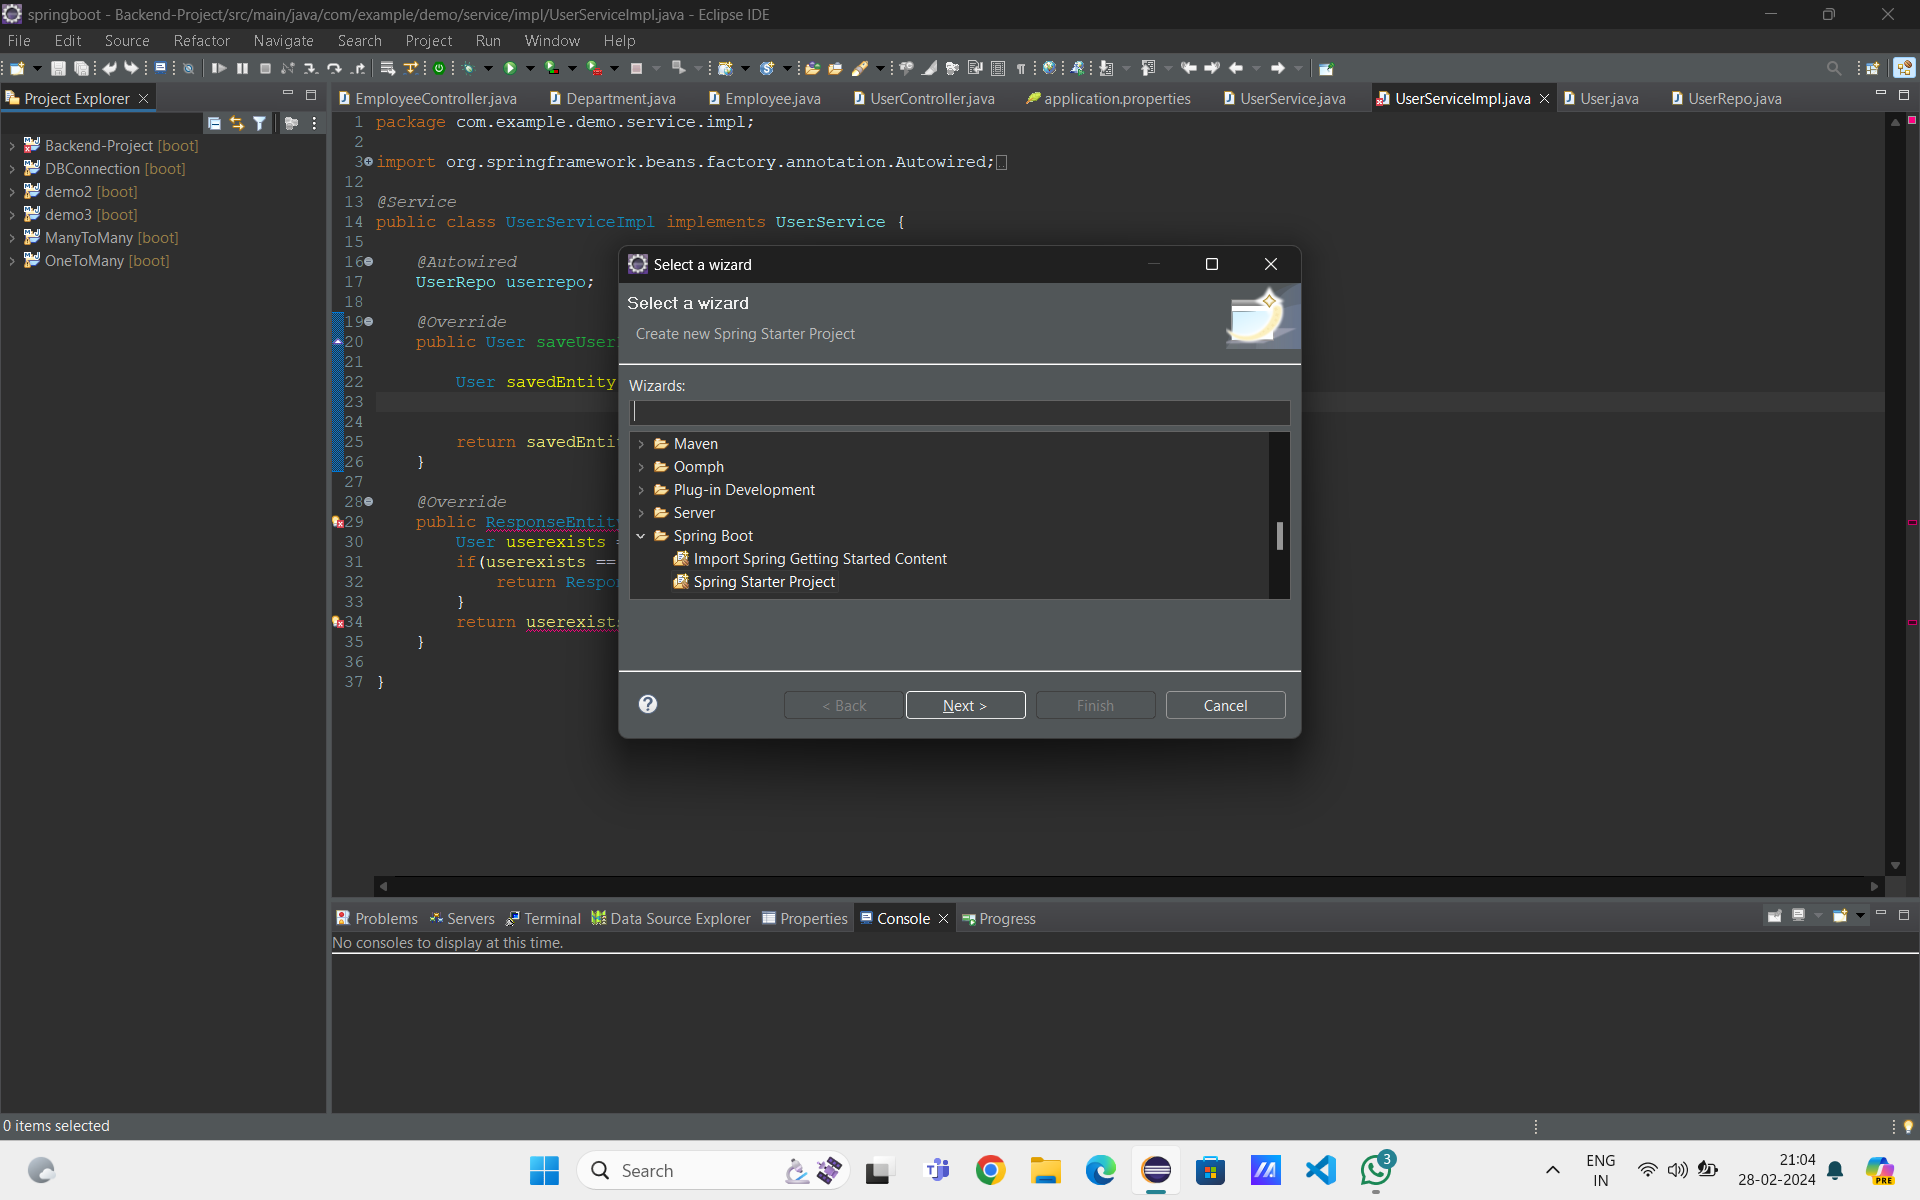 springboot - Backend-Project/src/main/java/com/example/demo/service/impl/UserServiceImpl.java - Eclipse IDE
File Edit Source Refactor Navigate Search Project Run Window Help
Project Explorer
EmployeeController.java Department.java Employee.java UserController.java application.properties UserService.java UserServiceImpl.java User.java UserRepo.java
Backend-Project [boot]
DBConnection [boot]
demo2 [boot]
demo3 [boot]
ManyToMany [boot]
OneToMany [boot]
1 package com.example.demo.service.impl;
2
3 import org.springframework.beans.factory.annotation.Autowired;
12
13 @Service
14 public class UserServiceImpl implements UserService {
15
16 @Autowired
17 UserRepo userrepo;
18
19 @Override
20 public User saveUser
21
22 User savedEntity
23
24
25 return savedEntit
26 }
27
28 @Override
29 public ResponseEntity
30 User userexists =
31 if(userexists ==
32 return Respon
33 }
34 return userexists
35 }
36
37 }
Select a wizard
Select a wizard
Create new Spring Starter Project
Wizards:
Maven
Oomph
Plug-in Development
Server
Spring Boot
Import Spring Getting Started Content
Spring Starter Project
< Back Next > Finish Cancel
Problems Servers Terminal Data Source Explorer Properties Console Progress
No consoles to display at this time.
0 items selected
Search
3
ENG
IN
21:04
28-02-2024
PRE